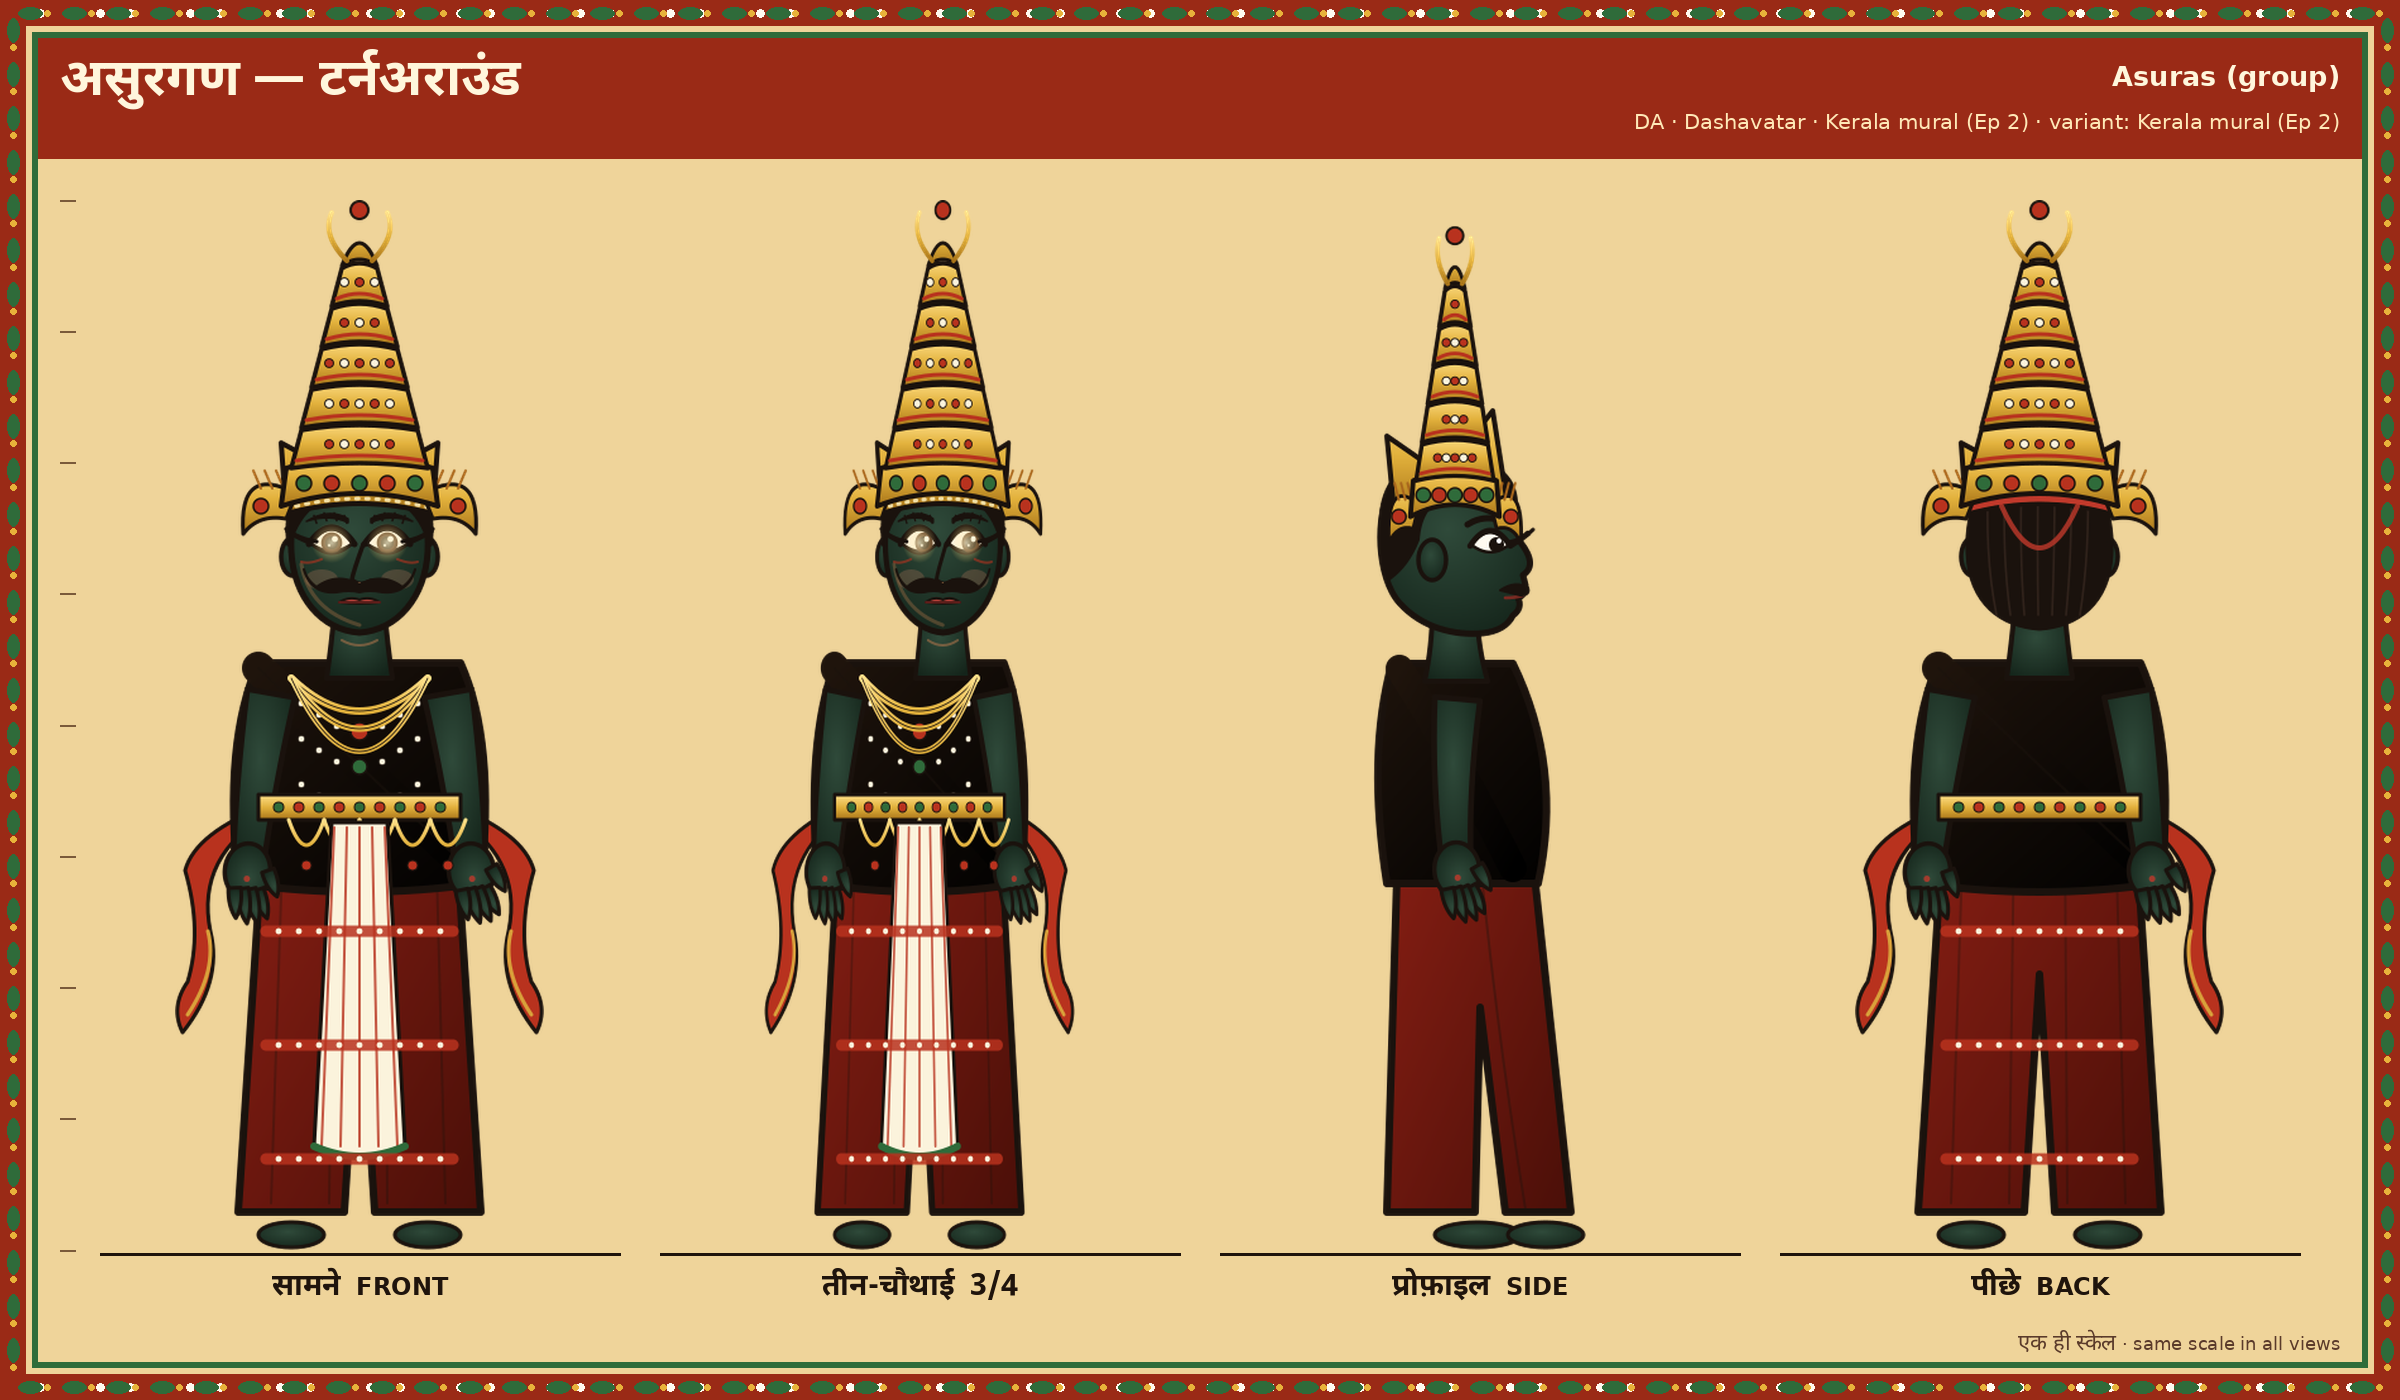 असुरगण — टर्नअराउंड
Asuras (group)
DA · Dashavatar · Kerala mural (Ep 2) · variant: Kerala mural (Ep 2)
सामने FRONT
तीन-चौथाई 3/4
प्रोफ़ाइल SIDE
पीछे BACK
एक ही स्केल · same scale in all views